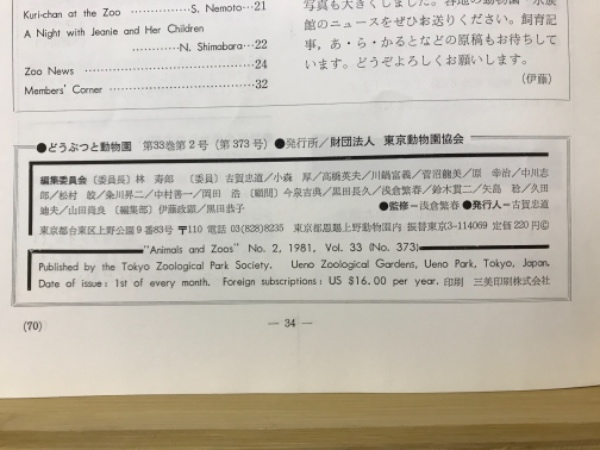 Kuri-chan at the Zoo ……………S. Nemoto…21
A Night with Jeanie and Her Children
……………N. Shimabara…22
Zoo News ………………………………24
Members' Corner …………………………32
写真も大きくしました。各地の動物園・水族
館のニュースをぜひお送りください。飼育記
事，あ・ら・かるとなどの原稿もお待ちして
います。どうぞよろしくお願いします。
（伊藤）
●どうぶつと動物園　第33巻第2号（第373号）●発行所／財団法人　東京動物園協会
編集委員会〔委員長〕林　寿郎　〔委員〕古賀忠道／小森　厚／高橋英夫／川鍋富義／菅沼龍美／原　幸治／中川志
郎／松村　皎／粂川昇二／中村善一／岡田　浩〔顧問〕今泉吉典／黒田長久／浅倉繁春／鈴木貫二／矢島　稔／久田
迪夫／山田尚良〔編集部〕伊藤政顕／黒田恭子　●監修－浅倉繁春 ●発行人－古賀忠道
東京都台東区上野公園9番83号 〒110 電話 03(828)8235　東京都恩賜上野動物園内 振替東京3-114069 定価 220円©
"Animals and Zoos" No. 2, 1981, Vol. 33 (No. 373)
Published by the Tokyo Zoological Park Society.　Ueno Zoological Gardens, Ueno Park, Tokyo, Japan.
Date of issue: 1st of every month.　Foreign subscriptions: US $16.00 per year. 印刷　三美印刷株式会社
(70)
— 34 —